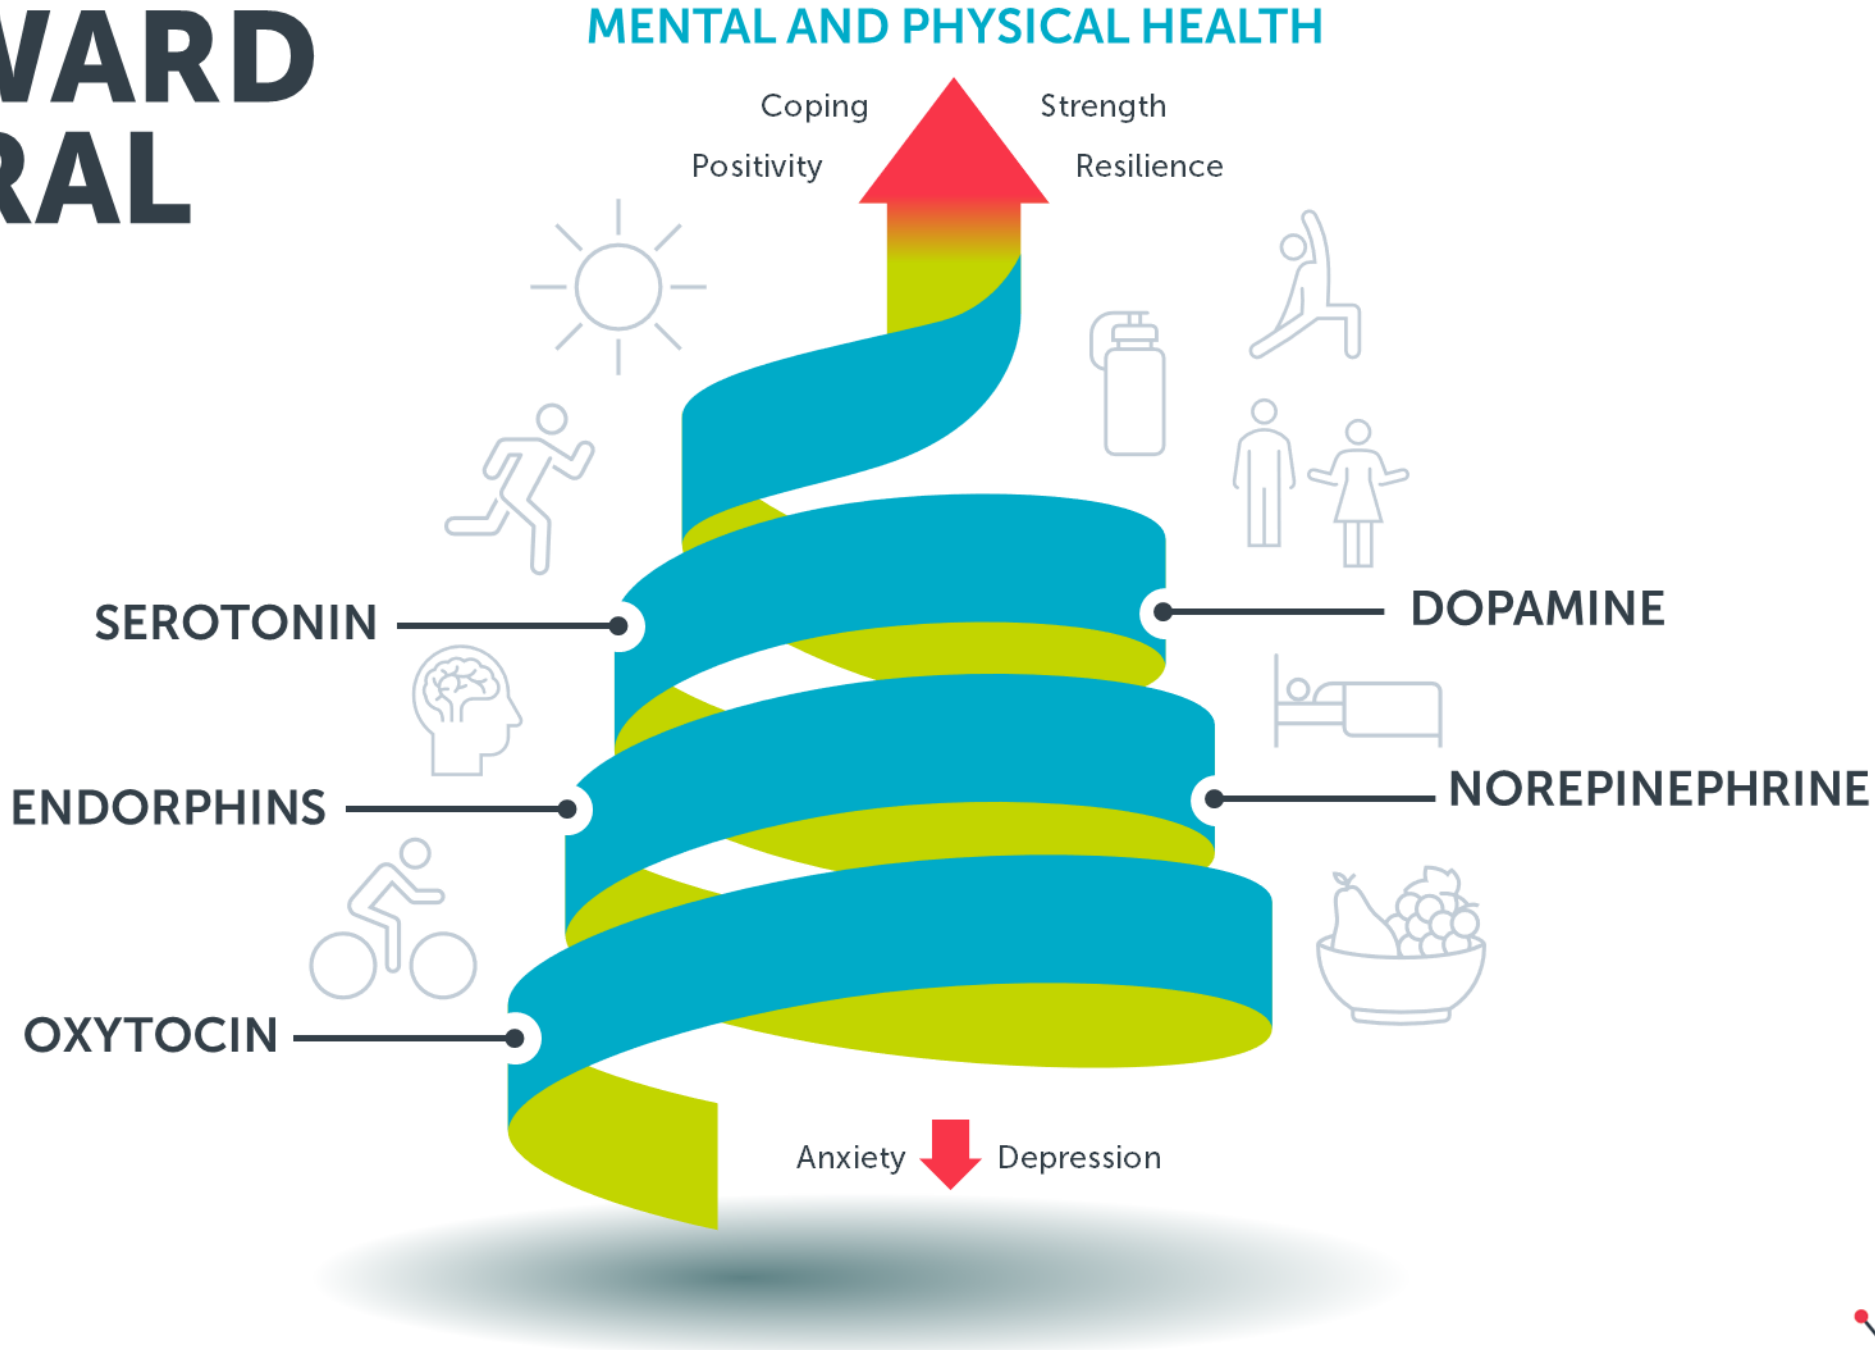 WARD
RAL
MENTAL AND PHYSICAL HEALTH
Coping
Strength
Positivity
Resilience
SEROTONIN
DOPAMINE
ENDORPHINS
NOREPINEPHRINE
OXYTOCIN
Anxiety
Depression